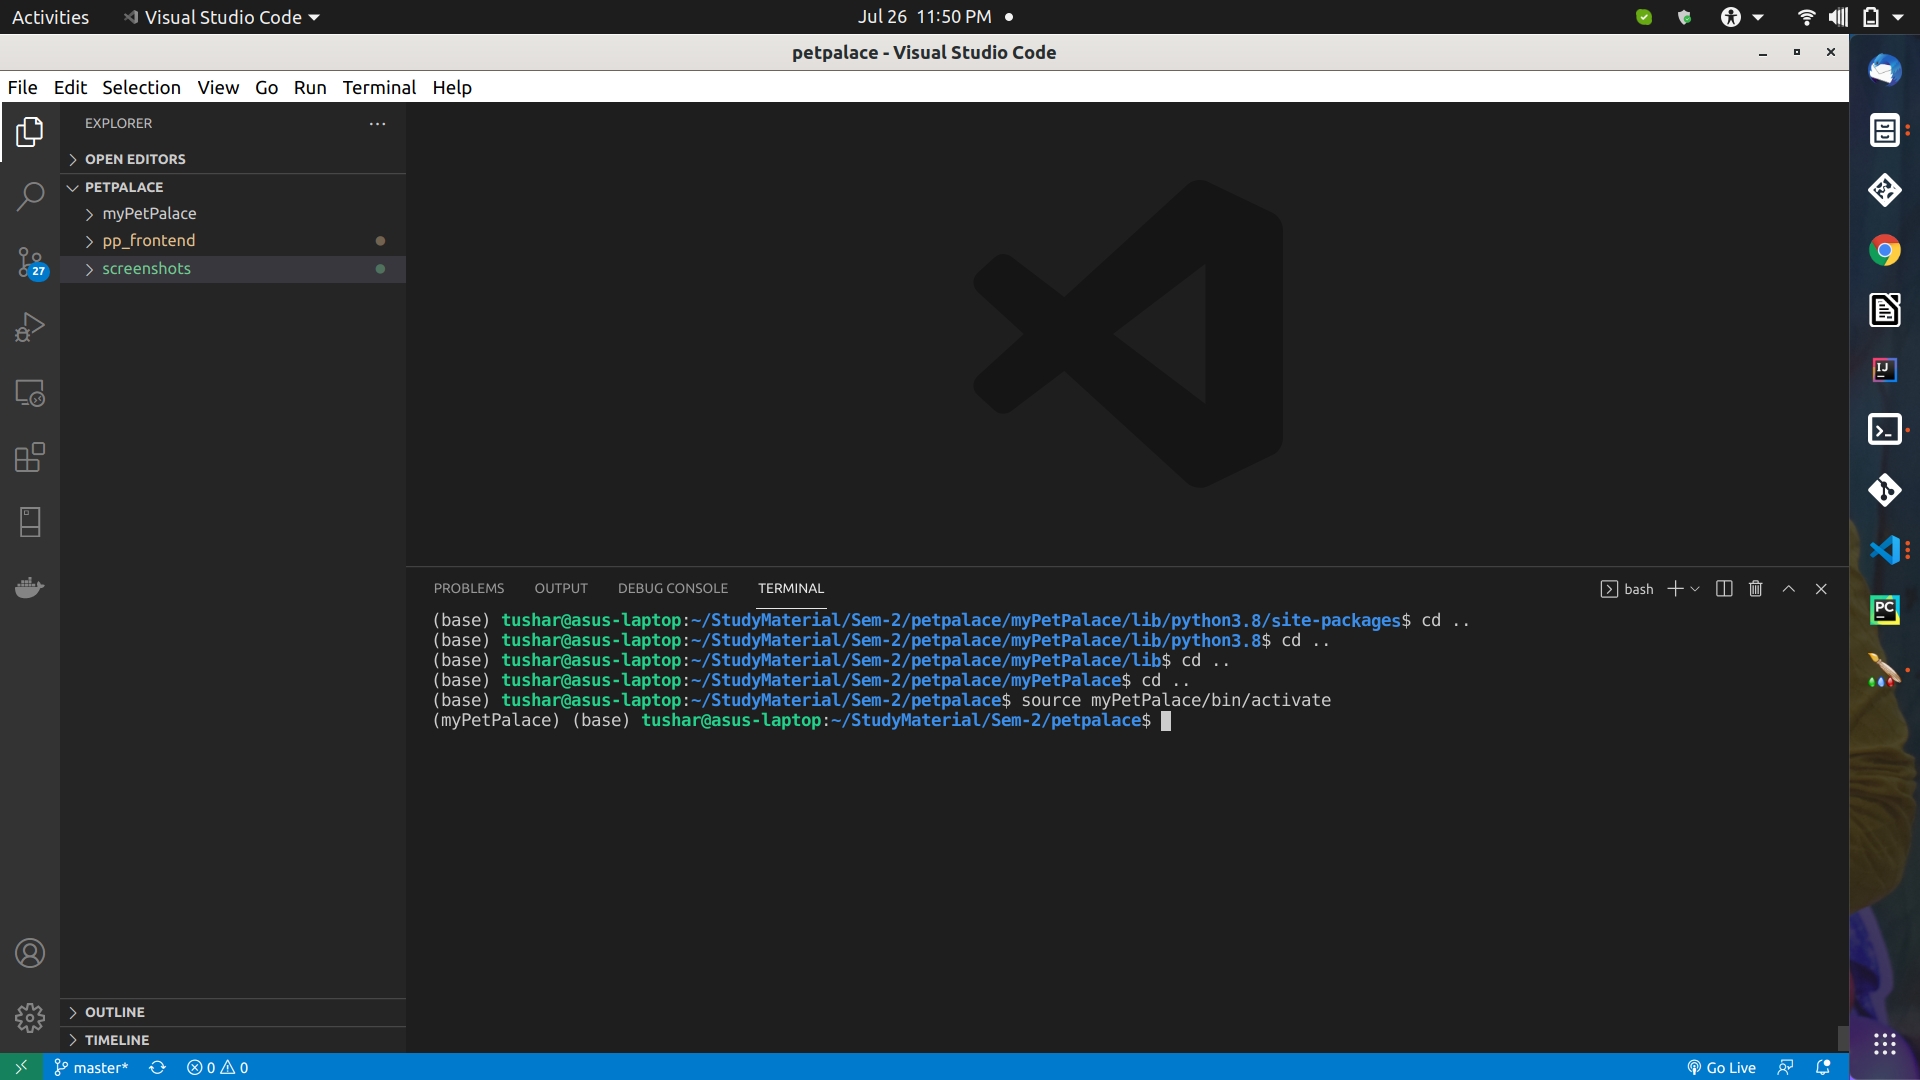 Activities Visual Studio Code Jul 26 11:50 PM
petpalace - Visual Studio Code
File Edit Selection View Go Run Terminal Help
EXPLORER
OPEN EDITORS
PETPALACE
myPetPalace
pp_frontend
screenshots
27
IJ
PROBLEMS OUTPUT DEBUG CONSOLE TERMINAL bash
PC
(base) tushar@asus-laptop:~/StudyMaterial/Sem-2/petpalace/myPetPalace/lib/python3.8/site-packages$ cd ..
(base) tushar@asus-laptop:~/StudyMaterial/Sem-2/petpalace/myPetPalace/lib/python3.8$ cd ..
(base) tushar@asus-laptop:~/StudyMaterial/Sem-2/petpalace/myPetPalace/lib$ cd ..
(base) tushar@asus-laptop:~/StudyMaterial/Sem-2/petpalace/myPetPalace$ cd ..
(base) tushar@asus-laptop:~/StudyMaterial/Sem-2/petpalace$ source myPetPalace/bin/activate
(myPetPalace) (base) tushar@asus-laptop:~/StudyMaterial/Sem-2/petpalace$
OUTLINE
TIMELINE
master* 0 0 Go Live